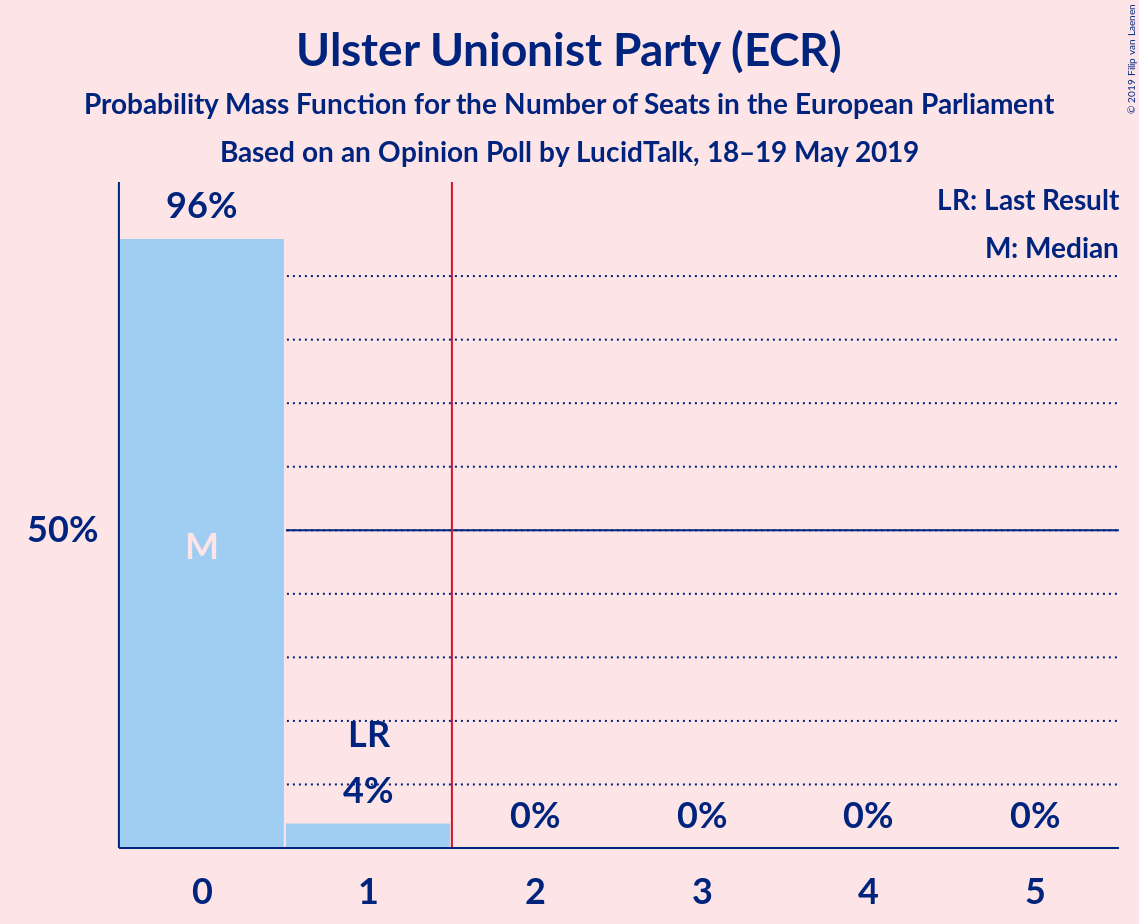 Ulster Unionist Party (ECR)
Probability Mass Function for the Number of Seats in the European Parliament
Based on an Opinion Poll by LucidTalk, 18–19 May 2019
© 2019 Filip van Laenen
LR: Last Result
M: Median
96%
50%
M
LR
4%
0%
0%
0%
0%
0
1
2
3
4
5